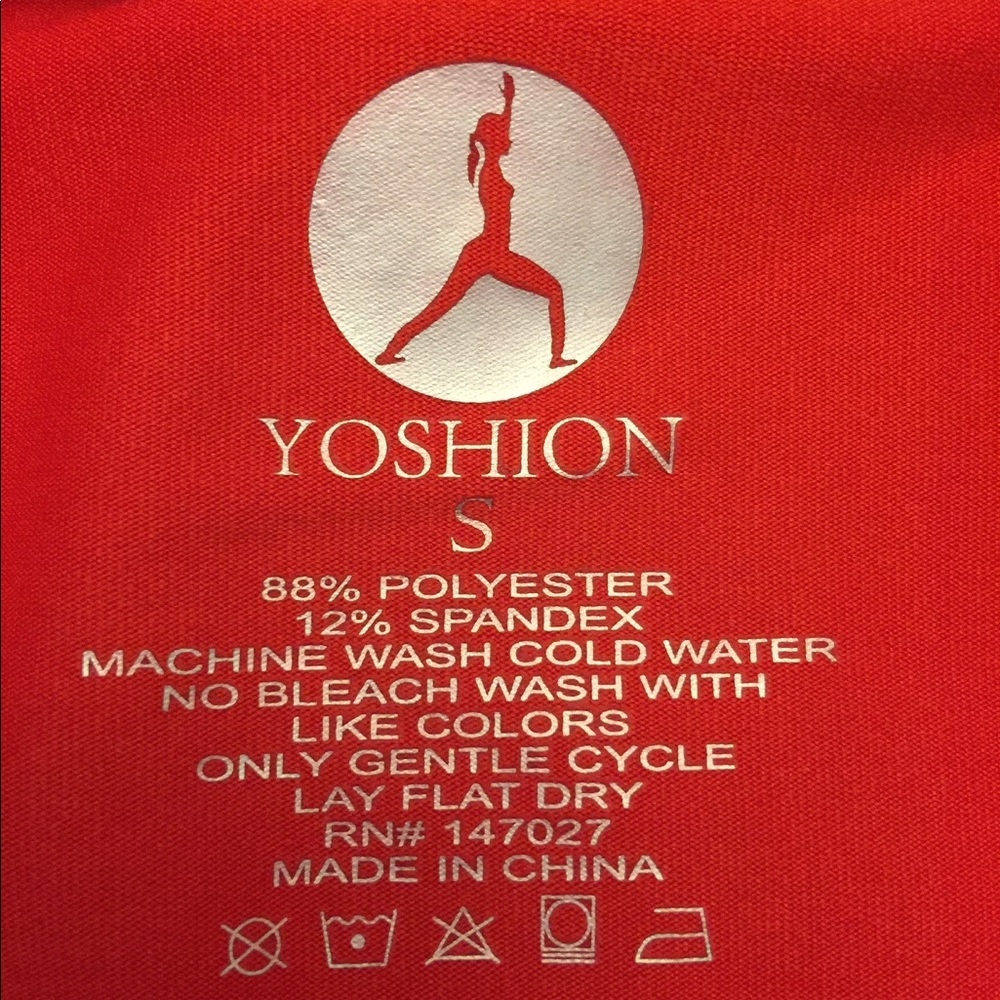 YOSHION
S
88% POLYESTER
12% SPANDEX
MACHINE WASH COLD WATER
NO BLEACH WASH WITH
LIKE COLORS
ONLY GENTLE CYCLE
LAY FLAT DRY
RN# 147027
MADE IN CHINA